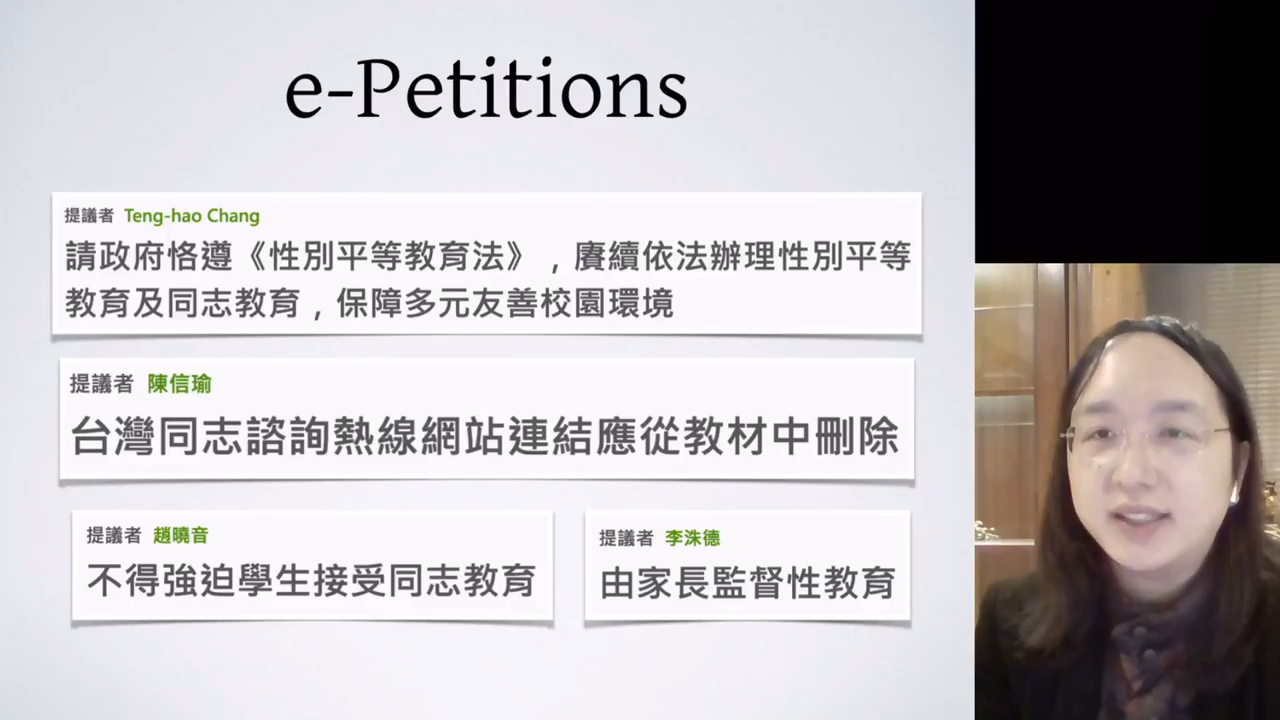 e-Petitions
提議者 Teng-hao Chang
請政府恪遵《性別平等教育法》，賡續依法辦理性別平等
教育及同志教育，保障多元友善校園環境
提議者 陳信瑜
台灣同志諮詢熱線網站連結應從教材中刪除
提議者 趙曉音
不得強迫學生接受同志教育
提議者 李洙德
由家長監督性教育